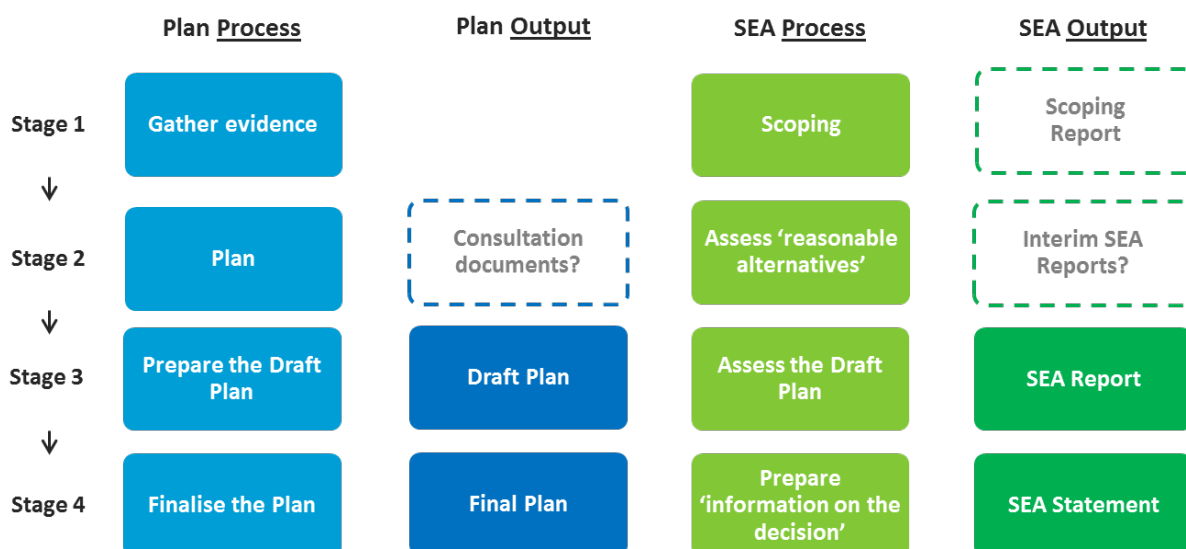 Plan Process
Plan Output
SEA Process
SEA Output
Stage 1
Gather evidence
Scoping
Scoping
Report
Stage 2
Plan
Consultation
documents?
Assess ‘reasonable
alternatives’
Interim SEA
Reports?
Stage 3
Prepare the Draft
Plan
Draft Plan
Assess the Draft
Plan
SEA Report
Stage 4
Finalise the Plan
Final Plan
Prepare
‘information on the
decision’
SEA Statement